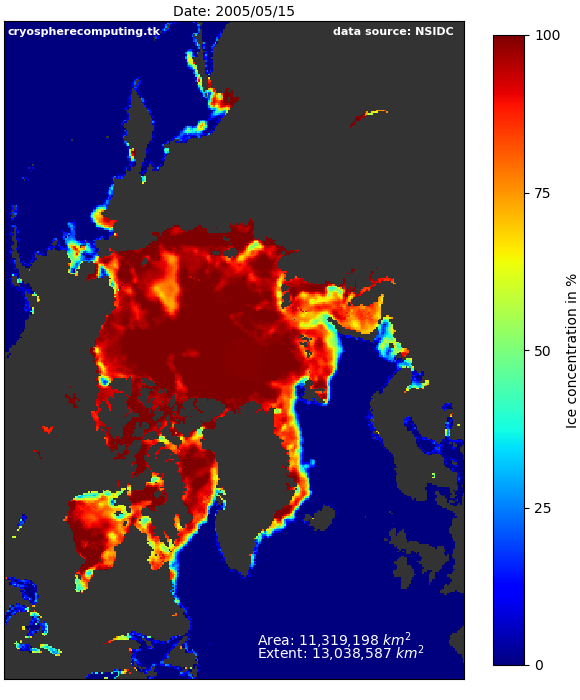 Date: 2005/05/15
cryospherecomputing.tk data source: NSIDC
100
75
50
25
0
Ice concentration in %
Area: 11,319,198 km²
Extent: 13,038,587 km²